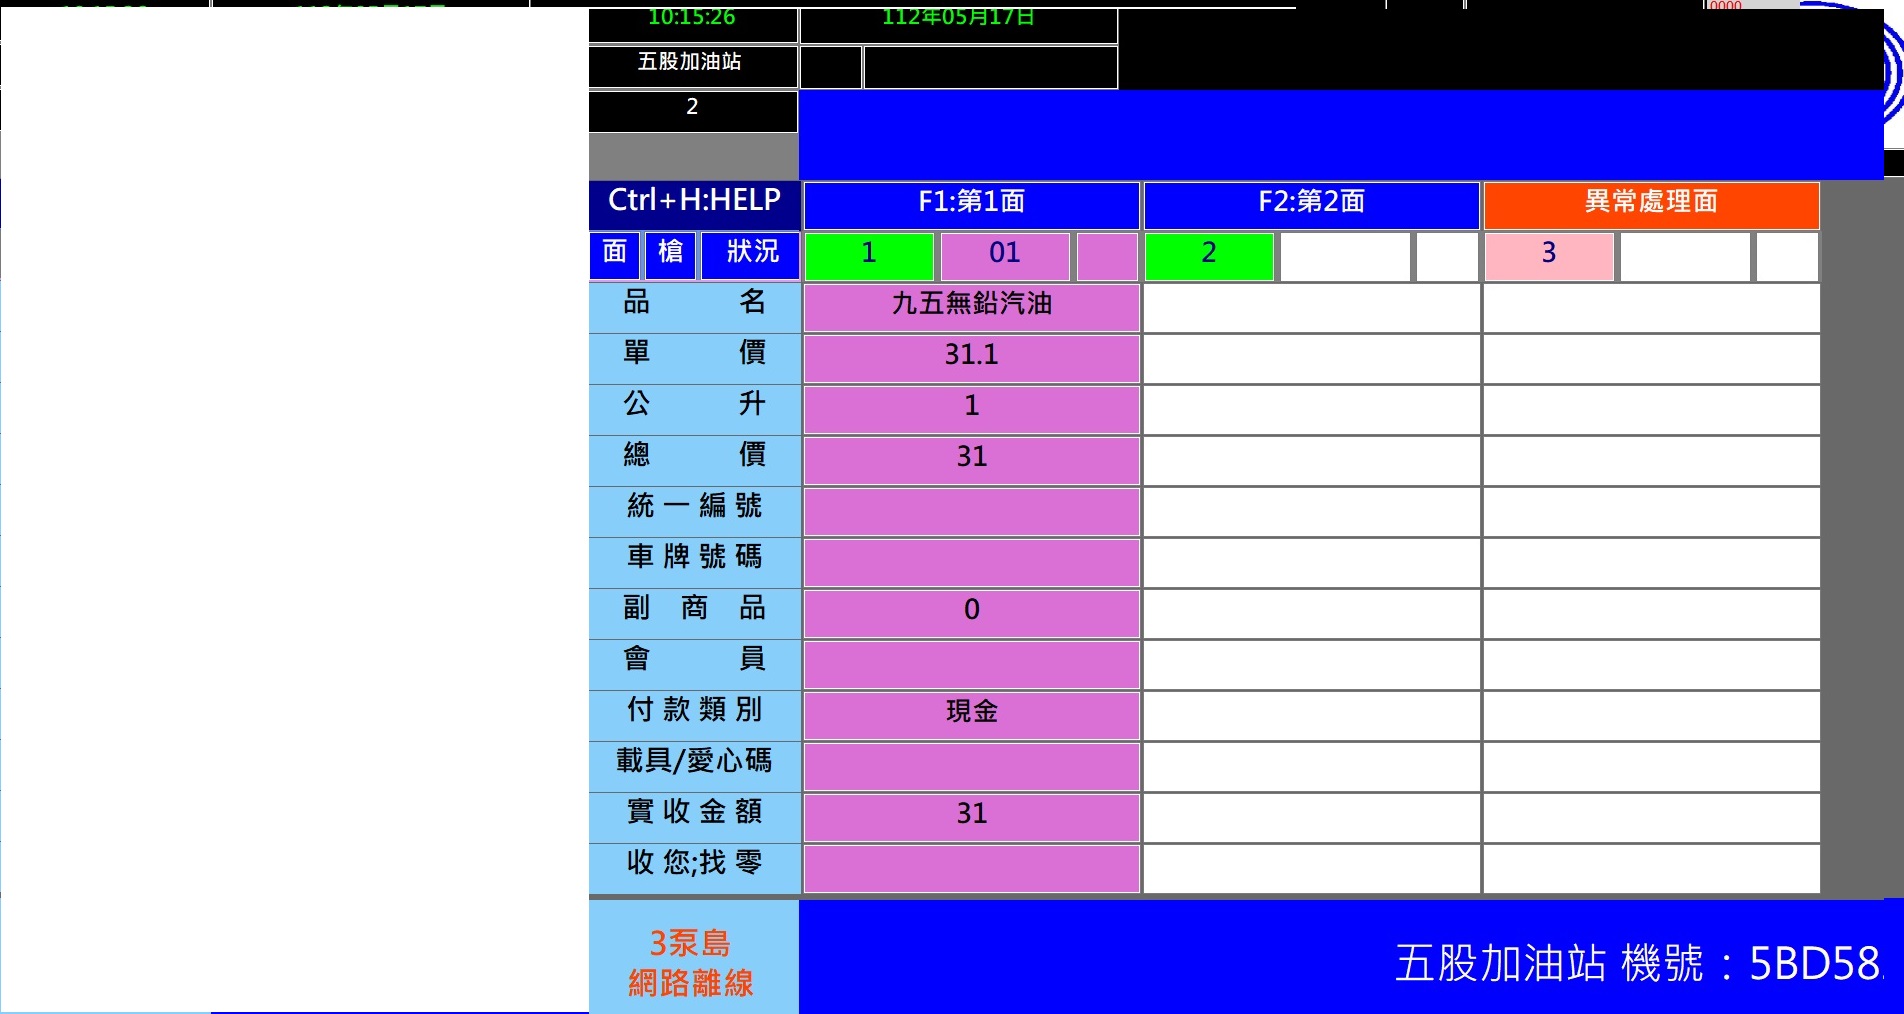 0000
10:15:26 112年05月17日
五股加油站
2
Ctrl+H:HELP F1:第1面 F2:第2面 異常處理面
面 槍 狀況 1 01 2 3
品 名 九五無鉛汽油
單 價 31.1
公 升 1
總 價 31
統 一 編 號
車 牌 號 碼
副 商 品 0
會 員
付 款 類 別 現金
載具/愛心碼
實 收 金 額 31
收 您;找 零
3泵島
網路離線
五股加油站 機號：5BD58